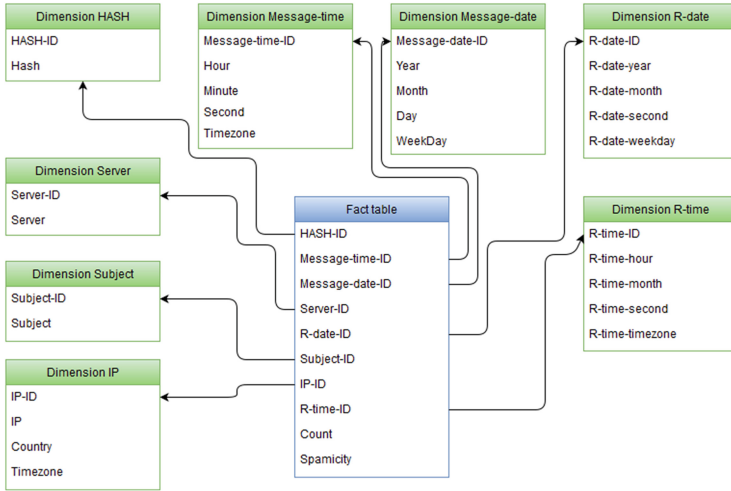 Dimension HASH
HASH-ID
Hash
Dimension Message-time
Message-time-ID
Hour
Minute
Second
Timezone
Dimension Message-date
Message-date-ID
Year
Month
Day
WeekDay
Dimension R-date
R-date-ID
R-date-year
R-date-month
R-date-second
R-date-weekday
Dimension Server
Server-ID
Server
Dimension Subject
Subject-ID
Subject
Dimension IP
IP-ID
IP
Country
Timezone
Fact table
HASH-ID
Message-time-ID
Message-date-ID
Server-ID
R-date-ID
Subject-ID
IP-ID
R-time-ID
Count
Spamicity
Dimension R-time
R-time-ID
R-time-hour
R-time-month
R-time-second
R-time-timezone